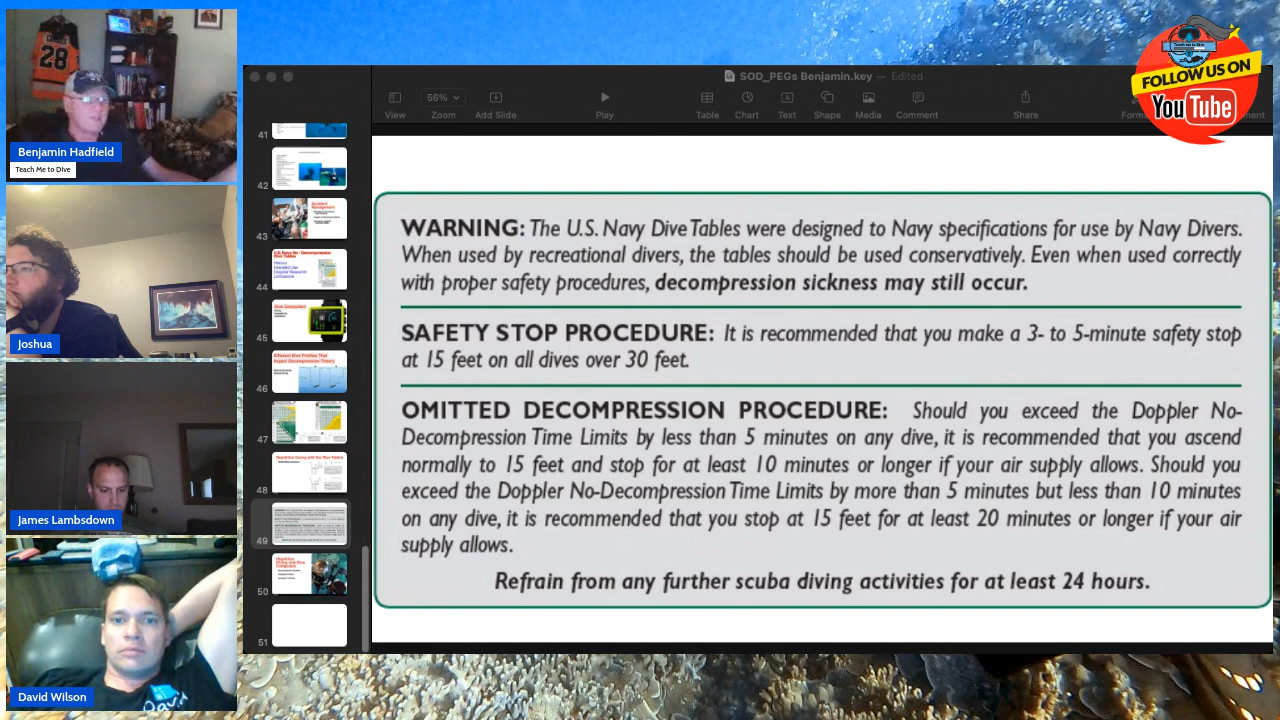 28
Benjamin Hadfield
Teach Me to Dive
Joshua
James Lambsdown
David Wilson
SOD_PEGs Benjamin.key — Edited
56%
View
Zoom
Add Slide
Play
Table
Chart
Text
Shape
Media
Comment
Share
FOLLOW US ON
YouTube
41
42
43
44
45
46
47
48
49
50
51
WARNING: The U.S. Navy Dive Tables were designed to Navy specifications for use by Navy Divers.
When used by recreational divers, the tables should be used conservatively. Even when used correctly
with proper safety procedures, decompression sickness may still occur.
SAFETY STOP PROCEDURE: It is recommended that you make a 3- to 5-minute safety stop
at 15 feet on all dives over 30 feet.
OMITTED DECOMPRESSION PROCEDURE: Should you exceed the Doppler No-
Decompression Time Limits by less than 5 minutes on any dive, it is recommended that you ascend
normally to 15 feet and stop for at least 10 minutes or longer if your air supply allows. Should you
exceed the Doppler No-Decompression Time Limits by more than 5 minutes but less than 10 minutes
on any dive, it is recommended that you stop at 15 feet for at least 20 minutes or longer if your air
supply allows.
Refrain from any further scuba diving activities for at least 24 hours.